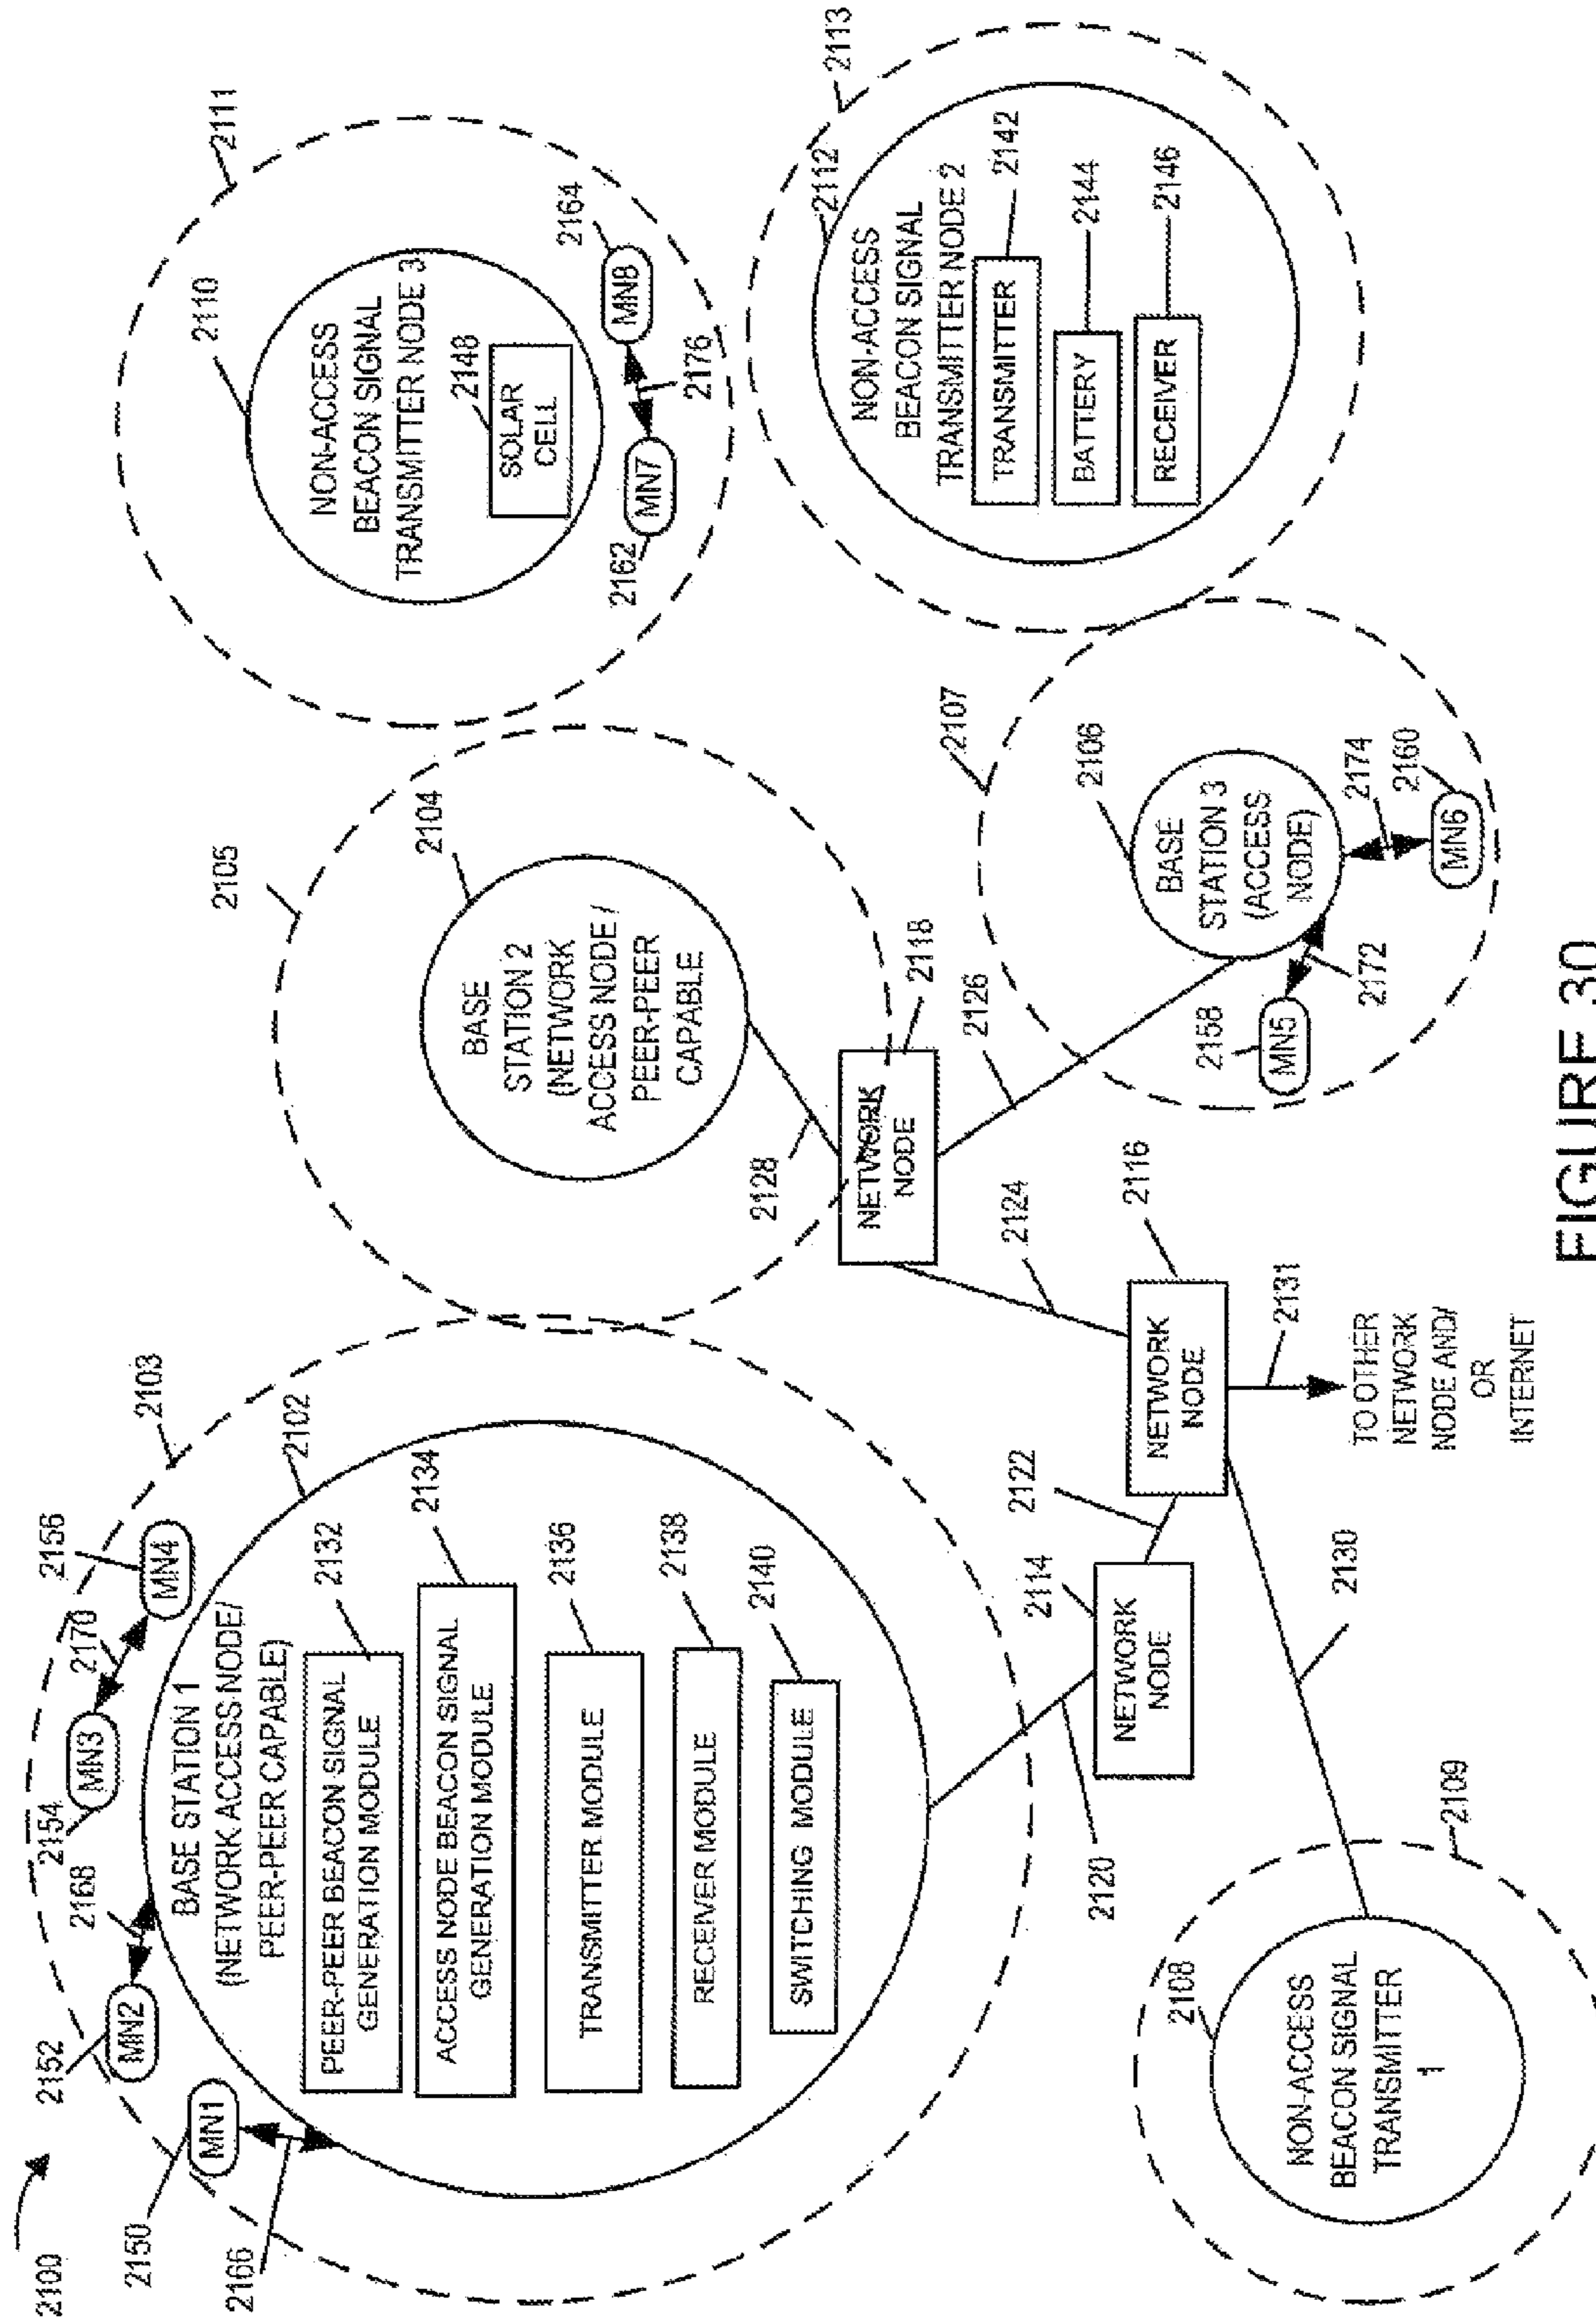 2100
2150
2166
MN1
2152
MN2
2168
2154
MN3
2170
2156
MN4
2103
2102
BASE STATION 1
(NETWORK ACCESS NODE/
PEER-PEER CAPABLE)
PEER-PEER BEACON SIGNAL
GENERATION MODULE
2132
ACCESS NODE BEACON SIGNAL
GENERATION MODULE
2134
TRANSMITTER MODULE
2136
RECEIVER MODULE
2138
SWITCHING MODULE
2140
2105
2104
BASE
STATION 2
(NETWORK
ACCESS NODE /
PEER-PEER
CAPABLE
2128
NETWORK
NODE
2118
2110
2111
NON-ACCESS
BEACON SIGNAL
TRANSMITTER NODE 3
2148
SOLAR
CELL
2162
MN7
2176
MN8
2164
2112
2113
NON-ACCESS
BEACON SIGNAL
TRANSMITTER NODE 2
TRANSMITTER
2142
BATTERY
2144
RECEIVER
2146
2107
2106
BASE
STATION 3
(ACCESS
NODE)
2158
MN5
2172
2174
2160
MN6
2126
2124
2116
NETWORK
NODE
2122
2114
NETWORK
NODE
2120
2131
TO OTHER
NETWORK
NODE AND/
OR
INTERNET
2130
2108
2109
NON-ACCESS
BEACON SIGNAL
TRANSMITTER
1
FIGURE 30